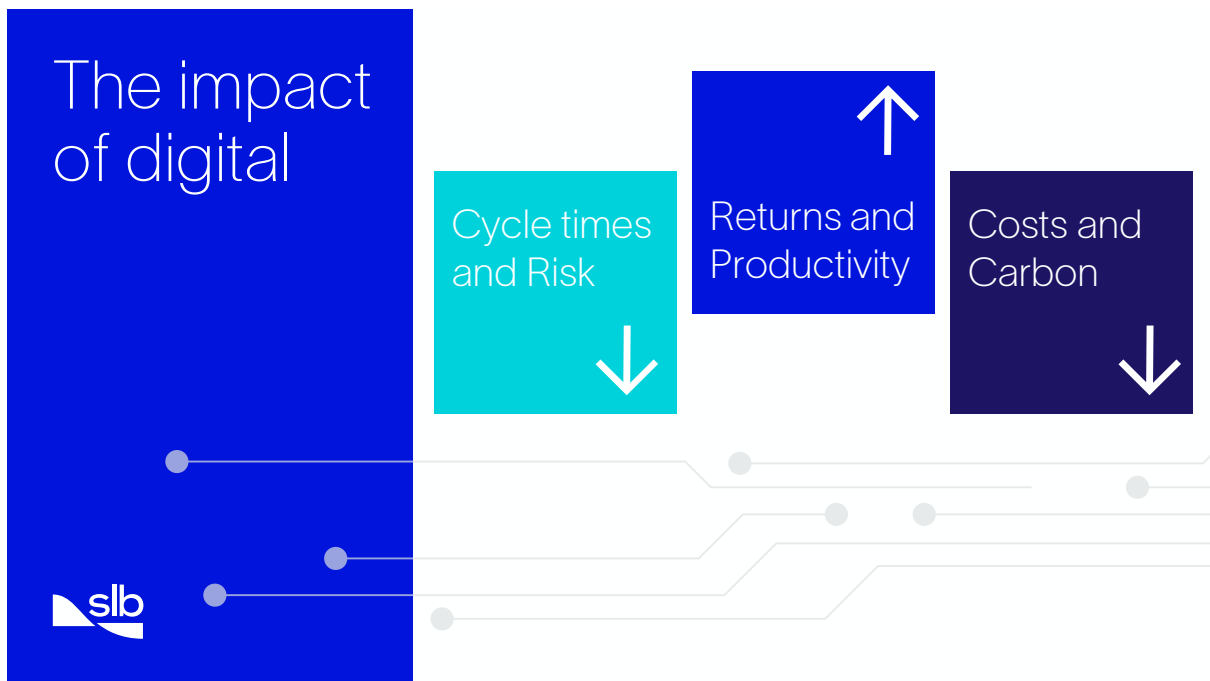 The impact
of digital
Cycle times
and Risk
Returns and
Productivity
Costs and
Carbon
slb